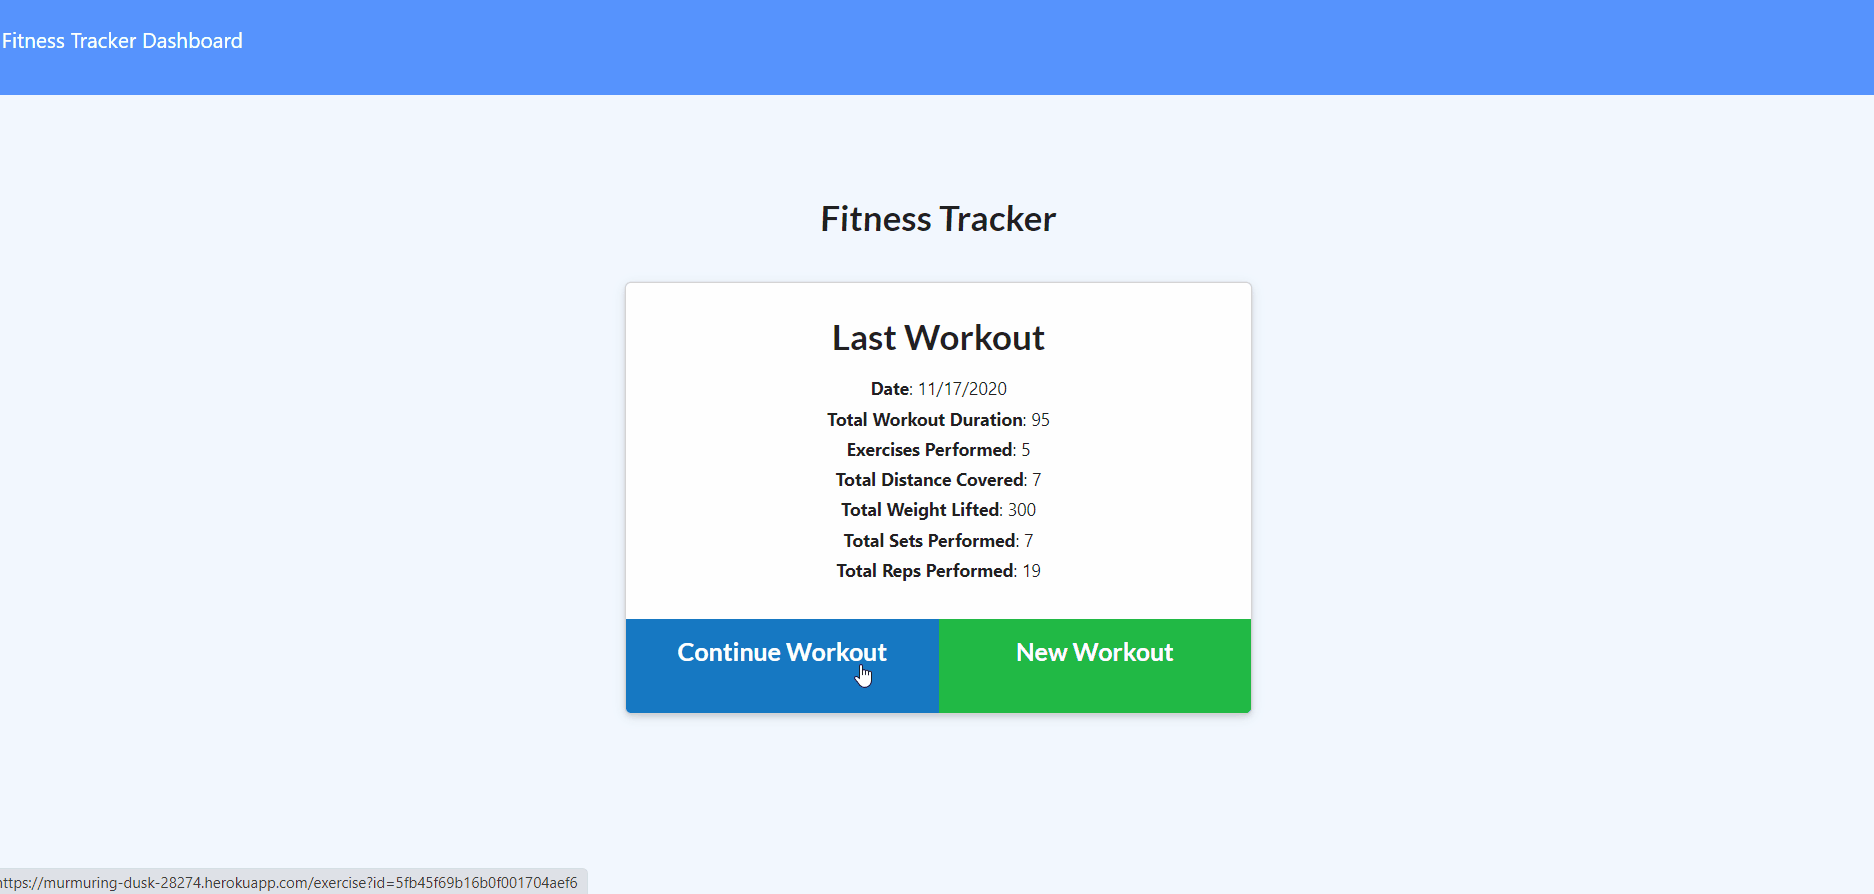 Fitness Tracker Dashboard
Fitness Tracker
Last Workout
Date: 11/17/2020
Total Workout Duration: 95
Exercises Performed: 5
Total Distance Covered: 7
Total Weight Lifted: 300
Total Sets Performed: 7
Total Reps Performed: 19
Continue Workout
New Workout
https://murmuring-dusk-28274.herokuapp.com/exercise?id=5fb45f69b16b0f001704aef6